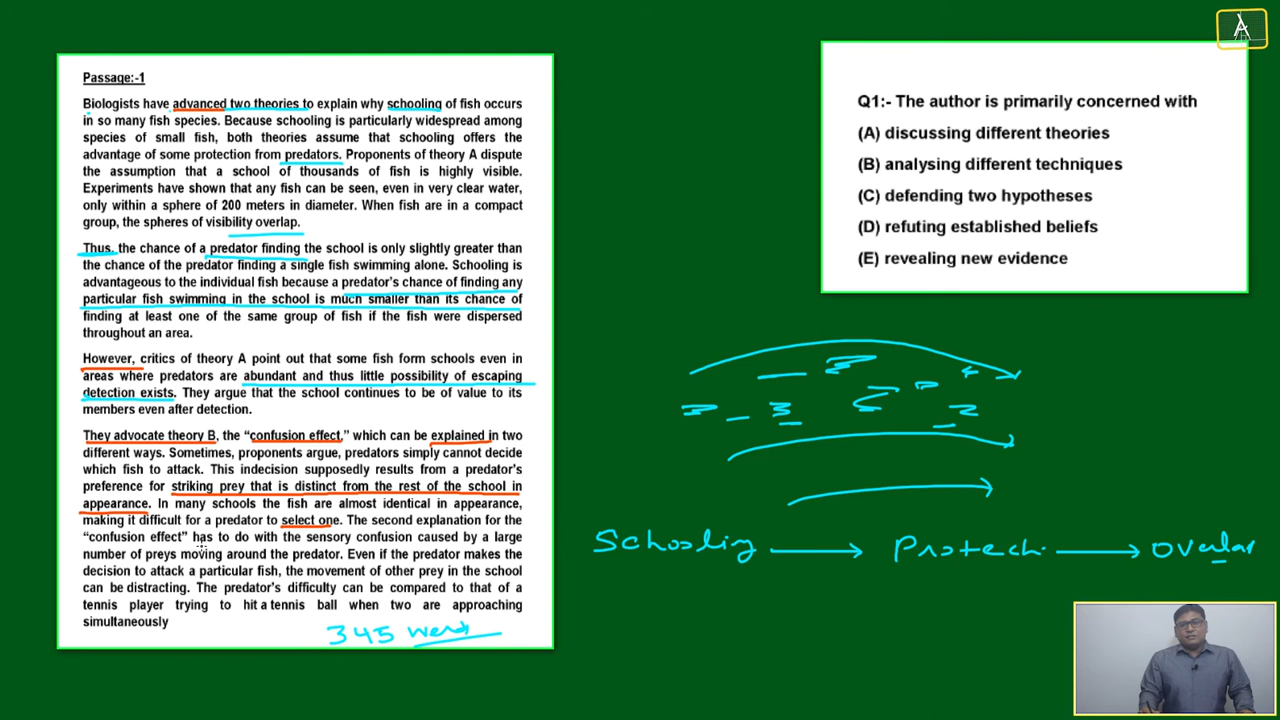 Passage:-1
Biologists have advanced two theories to explain why schooling of fish occurs
in so many fish species. Because schooling is particularly widespread among
species of small fish, both theories assume that schooling offers the
advantage of some protection from predators. Proponents of theory A dispute
the assumption that a school of thousands of fish is highly visible.
Experiments have shown that any fish can be seen, even in very clear water,
only within a sphere of 200 meters in diameter. When fish are in a compact
group, the spheres of visibility overlap.
Thus, the chance of a predator finding the school is only slightly greater than
the chance of the predator finding a single fish swimming alone. Schooling is
advantageous to the individual fish because a predator's chance of finding any
particular fish swimming in the school is much smaller than its chance of
finding at least one of the same group of fish if the fish were dispersed
throughout an area.
However, critics of theory A point out that some fish form schools even in
areas where predators are abundant and thus little possibility of escaping
detection exists. They argue that the school continues to be of value to its
members even after detection.
They advocate theory B, the "confusion effect," which can be explained in two
different ways. Sometimes, proponents argue, predators simply cannot decide
which fish to attack. This indecision supposedly results from a predator's
preference for striking prey that is distinct from the rest of the school in
appearance. In many schools the fish are almost identical in appearance,
making it difficult for a predator to select one. The second explanation for the
"confusion effect" has to do with the sensory confusion caused by a large
number of preys moving around the predator. Even if the predator makes the
decision to attack a particular fish, the movement of other prey in the school
can be distracting. The predator's difficulty can be compared to that of a
tennis player trying to hit a tennis ball when two are approaching
simultaneously
345
A
Q1:- The author is primarily concerned with
(A) discussing different theories
(B) analysing different techniques
(C) defending two hypotheses
(D) refuting established beliefs
(E) revealing new evidence
Schooling Protech